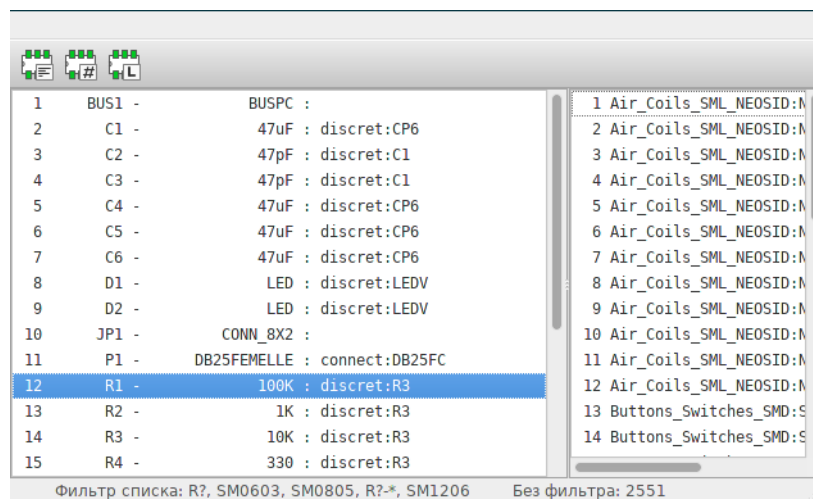 # L
1 BUS1 - BUSPC :
2 C1 - 47uF : discret:CP6
3 C2 - 47pF : discret:C1
4 C3 - 47pF : discret:C1
5 C4 - 47uF : discret:CP6
6 C5 - 47uF : discret:CP6
7 C6 - 47uF : discret:CP6
8 D1 - LED : discret:LEDV
9 D2 - LED : discret:LEDV
10 JP1 - CONN_8X2 :
11 P1 - DB25FEMELLE : connect:DB25FC
12 R1 - 100K : discret:R3
13 R2 - 1K : discret:R3
14 R3 - 10K : discret:R3
15 R4 - 330 : discret:R3
1 Air_Coils_SML_NEOSID:N
2 Air_Coils_SML_NEOSID:N
3 Air_Coils_SML_NEOSID:N
4 Air_Coils_SML_NEOSID:N
5 Air_Coils_SML_NEOSID:N
6 Air_Coils_SML_NEOSID:N
7 Air_Coils_SML_NEOSID:N
8 Air_Coils_SML_NEOSID:N
9 Air_Coils_SML_NEOSID:N
10 Air_Coils_SML_NEOSID:N
11 Air_Coils_SML_NEOSID:N
12 Air_Coils_SML_NEOSID:N
13 Buttons_Switches_SMD:S
14 Buttons_Switches_SMD:S
Фильтр списка: R?, SM0603, SM0805, R?-*, SM1206 Без фильтра: 2551